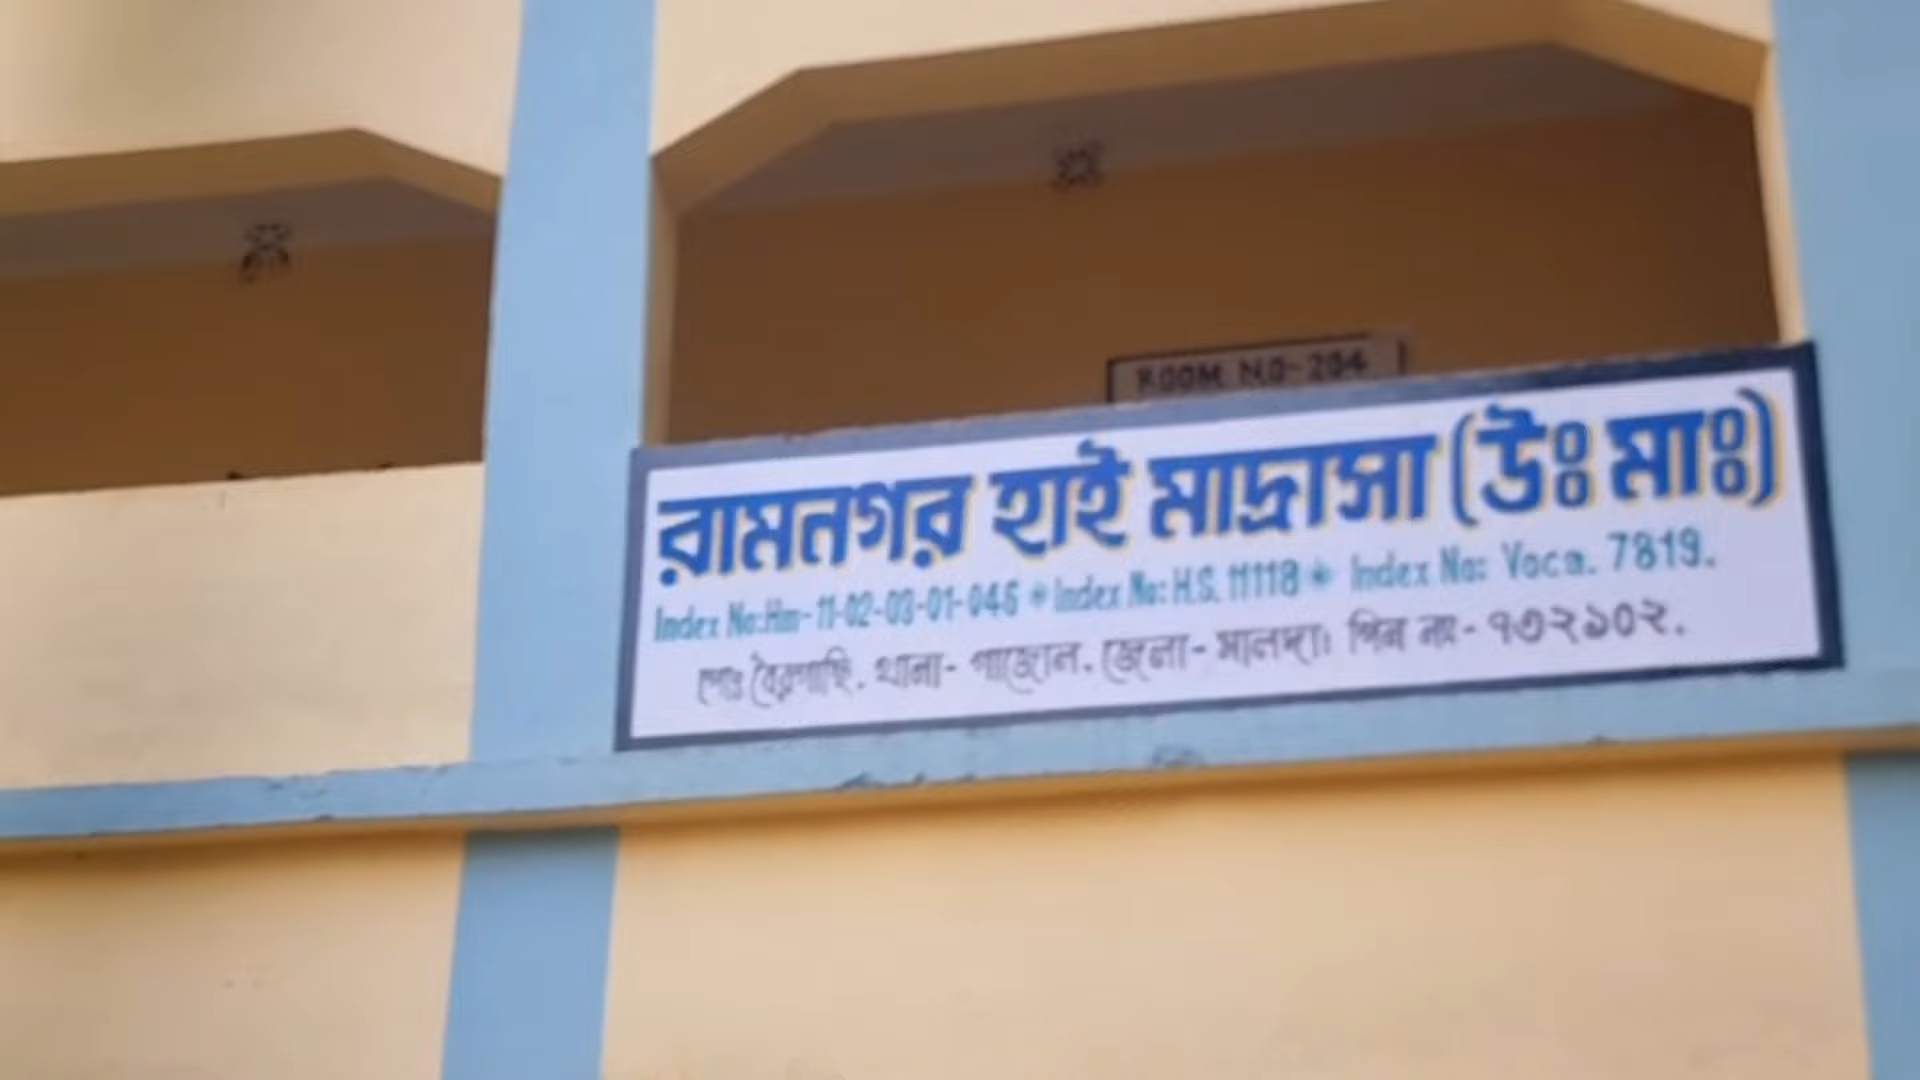 ROOM NO-204
রামনগর হাই মাদ্রাসা (উঃ মাঃ)
Index No:Hm-11-02-03-01-046 * Index No: H.S. 11118 * Index No: Voca. 7819.
পোঃ বৈরগাছি. থানা- গাজোল. জেলা- মালদা। পিন নং- ৭৩২১০২.